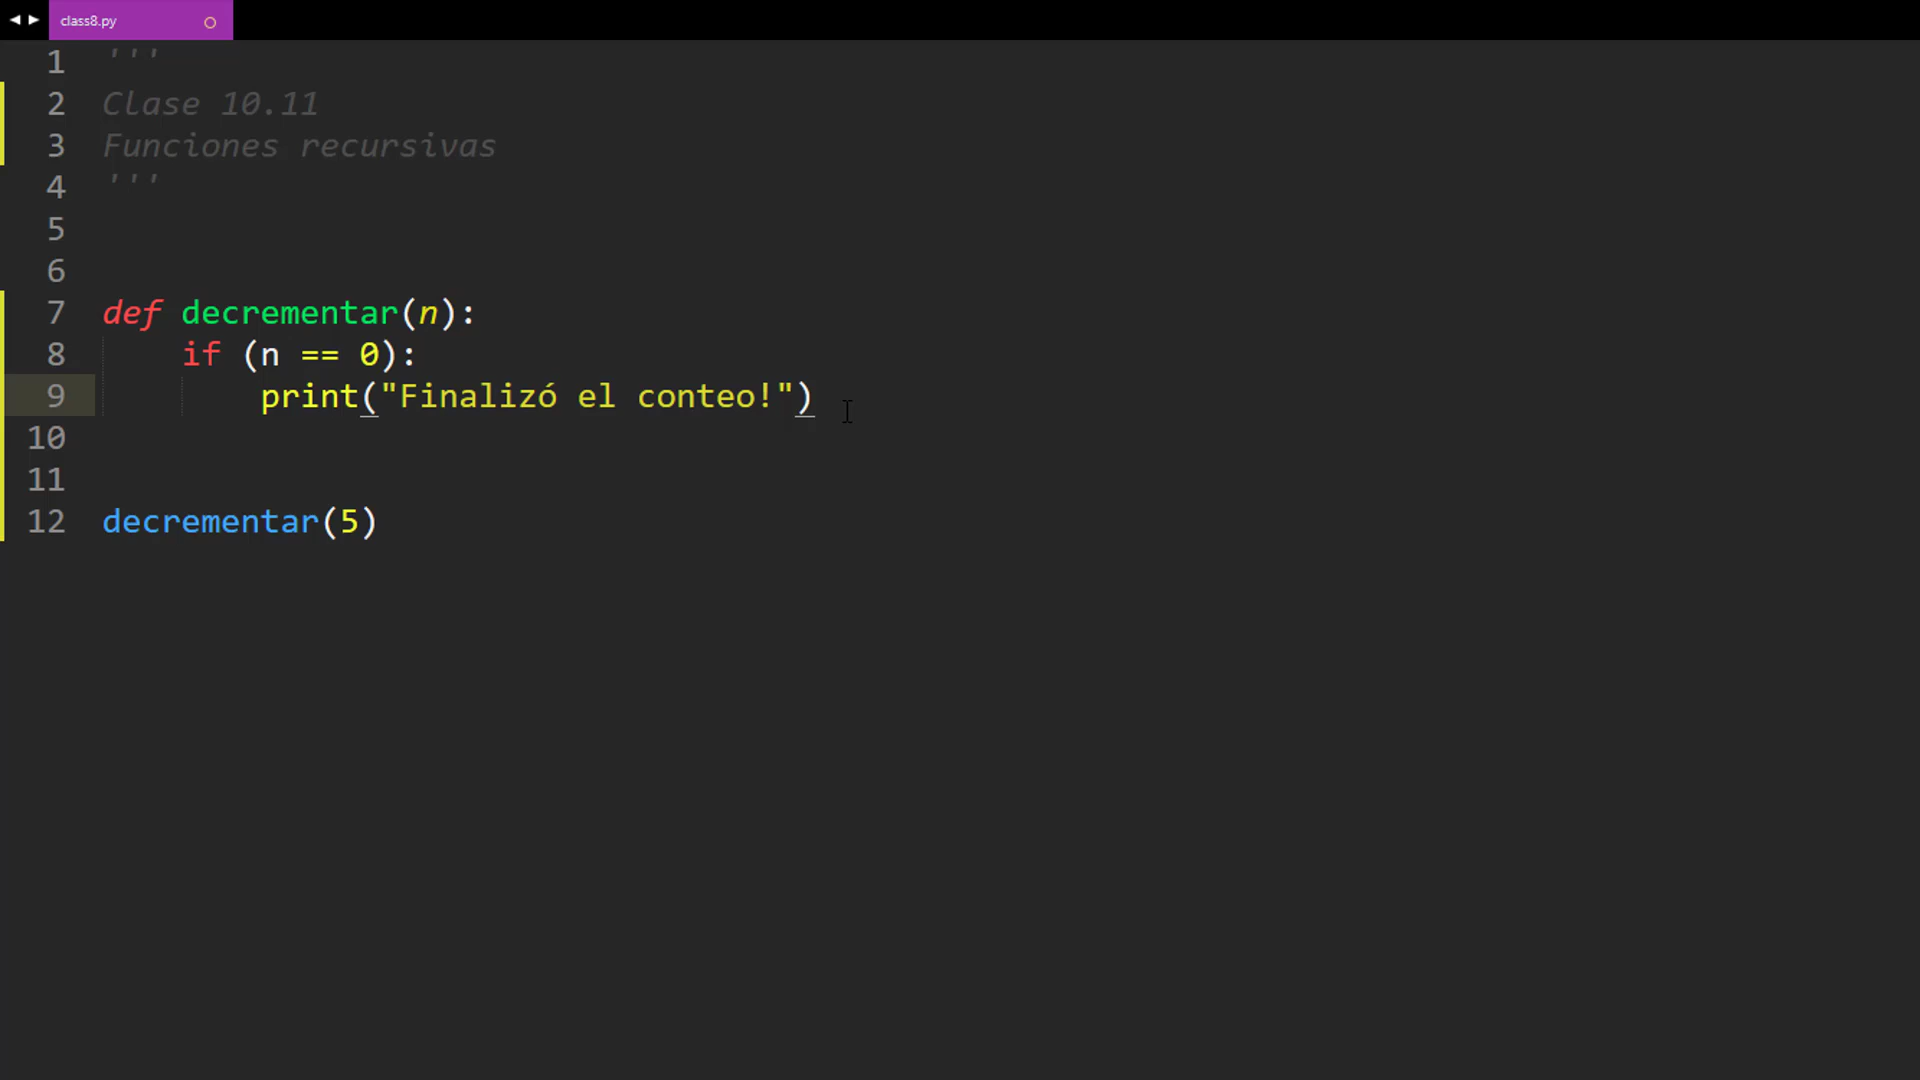 class8.py
1 '''
2 Clase 10.11
3 Funciones recursivas
4 '''
5
6
7 def decrementar(n):
8     if (n == 0):
9         print("Finalizó el conteo!")
10
11
12 decrementar(5)